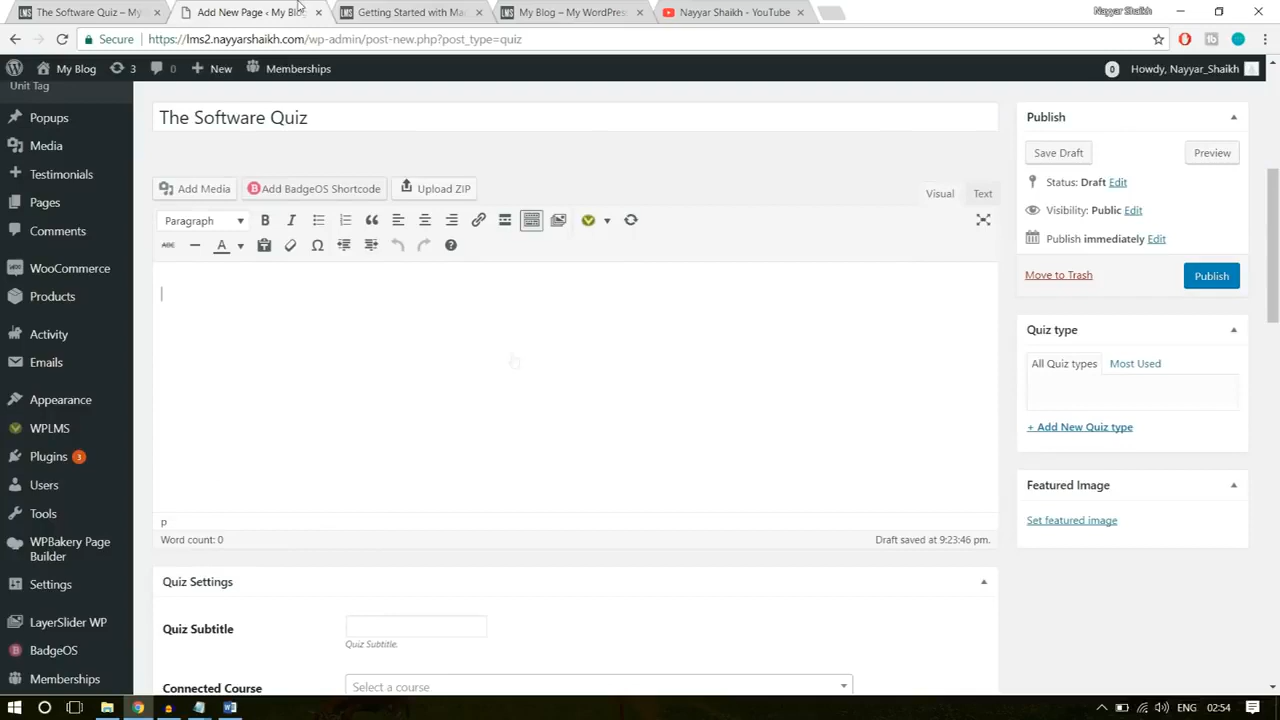 The Software Quiz – My
Add New Page ‹ My Blo
Getting Started with Ma
My Blog – My WordPress
Nayyar Shaikh - YouTube
Nayyar Shaikh
Secure
https://lms2.nayyarshaikh.com/wp-admin/post-new.php?post_type=quiz
My Blog
3
0
New
Memberships
0
Howdy, Nayyar_Shaikh
Unit Tag
Popups
Media
Testimonials
Pages
Comments
WooCommerce
Products
Activity
Emails
Appearance
WPLMS
Plugins 3
Users
Tools
WPBakery Page
Builder
Settings
LayerSlider WP
BadgeOS
Memberships
The Software Quiz
Add Media
Add BadgeOS Shortcode
Upload ZIP
Visual
Text
Paragraph
B
I
ABC
A
p
Word count: 0
Draft saved at 9:23:46 pm.
Quiz Settings
Quiz Subtitle
Quiz Subtitle.
Connected Course
Select a course
Publish
Save Draft
Preview
Status: Draft Edit
Visibility: Public Edit
Publish immediately Edit
Move to Trash
Publish
Quiz type
All Quiz types
Most Used
+ Add New Quiz type
Featured Image
Set featured image
ENG
02:54